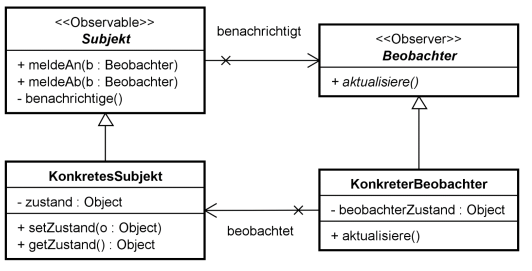 <<Observable>>
Subjekt
+ meldeAn(b : Beobachter)
+ meldeAb(b : Beobachter)
- benachrichtige()
benachrichtigt
<<Observer>>
Beobachter
+ aktualisiere()
KonkretesSubjekt
- zustand : Object
+ setZustand(o : Object)
+ getZustand() : Object
beobachtet
KonkreterBeobachter
- beobachterZustand : Object
+ aktualisiere()